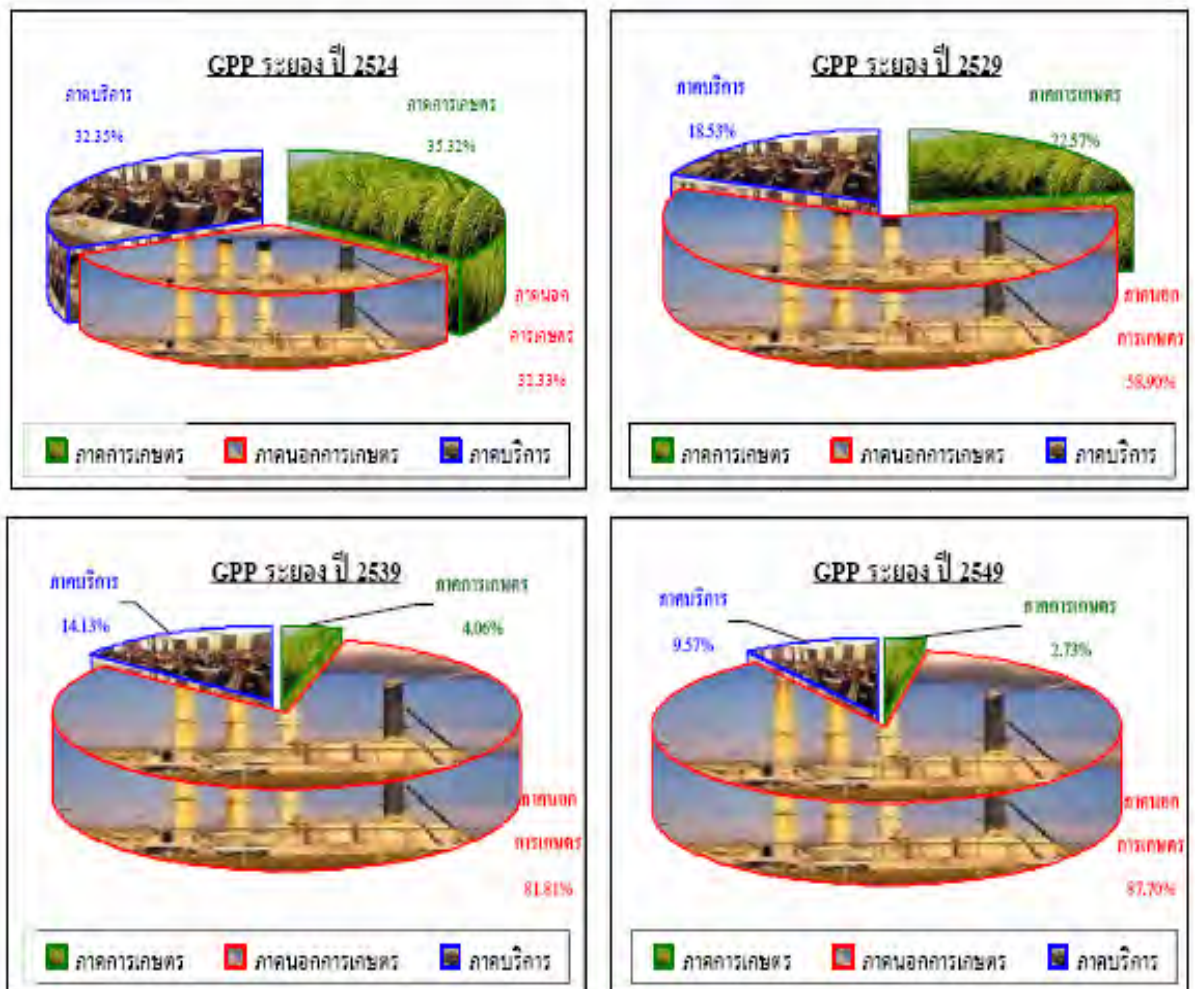 GPP ระยอง ปี 2524
ภาคบริการ
32.35%
ภาคการเกษตร
35.32%
ภาคนอก
การเกษตร
32.33%
ภาคการเกษตร ภาคนอกการเกษตร ภาคบริการ
GPP ระยอง ปี 2529
ภาคบริการ
18.53%
ภาคการเกษตร
22.57%
ภาคนอก
การเกษตร
58.90%
ภาคการเกษตร ภาคนอกการเกษตร ภาคบริการ
GPP ระยอง ปี 2539
ภาคบริการ
14.13%
ภาคการเกษตร
4.06%
ภาคนอก
การเกษตร
81.81%
ภาคการเกษตร ภาคนอกการเกษตร ภาคบริการ
GPP ระยอง ปี 2549
ภาคบริการ
9.57%
ภาคการเกษตร
2.73%
ภาคนอก
การเกษตร
87.70%
ภาคการเกษตร ภาคนอกการเกษตร ภาคบริการ